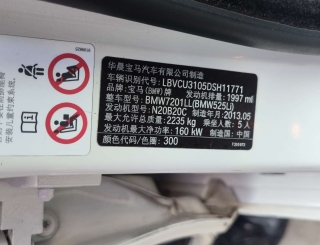 华晨宝马汽车有限公司制造
车辆识别代号:LBVCU3105DSH11771
品牌:宝马(BMW)牌 发动机排量:1997 ml
整车型号:BMW7201LL(BMW525Li)
发动机型号:N20B20C 制造年月:2013.05
最大允许总质量:2235 kg 乘坐人数:5人
发动机最大净功率:160 kW 制造国:中国
颜色代码/色漆:300